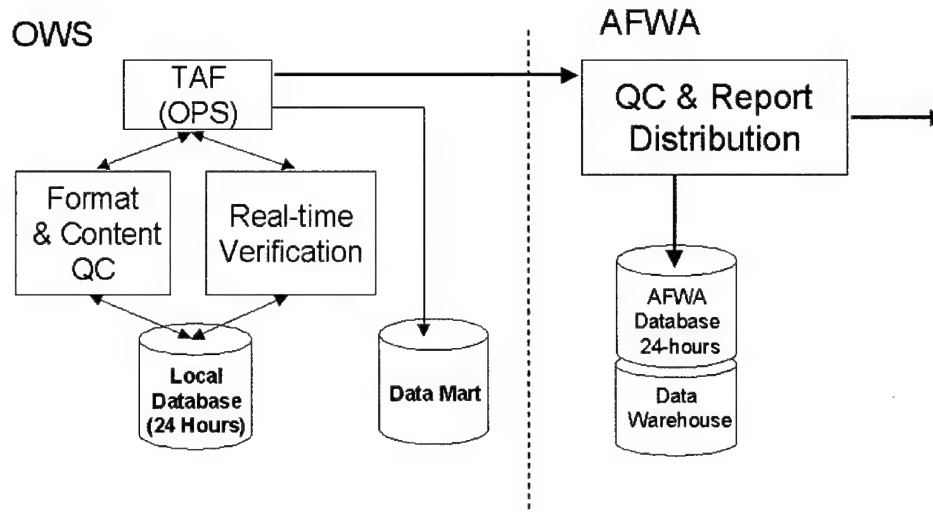 OWS
AFWA
TAF
(OPS)
QC & Report
Distribution
Format
& Content
QC
Real-time
Verification
Local
Database
(24 Hours)
Data Mart
AFWA
Database
24-hours
Data
Warehouse